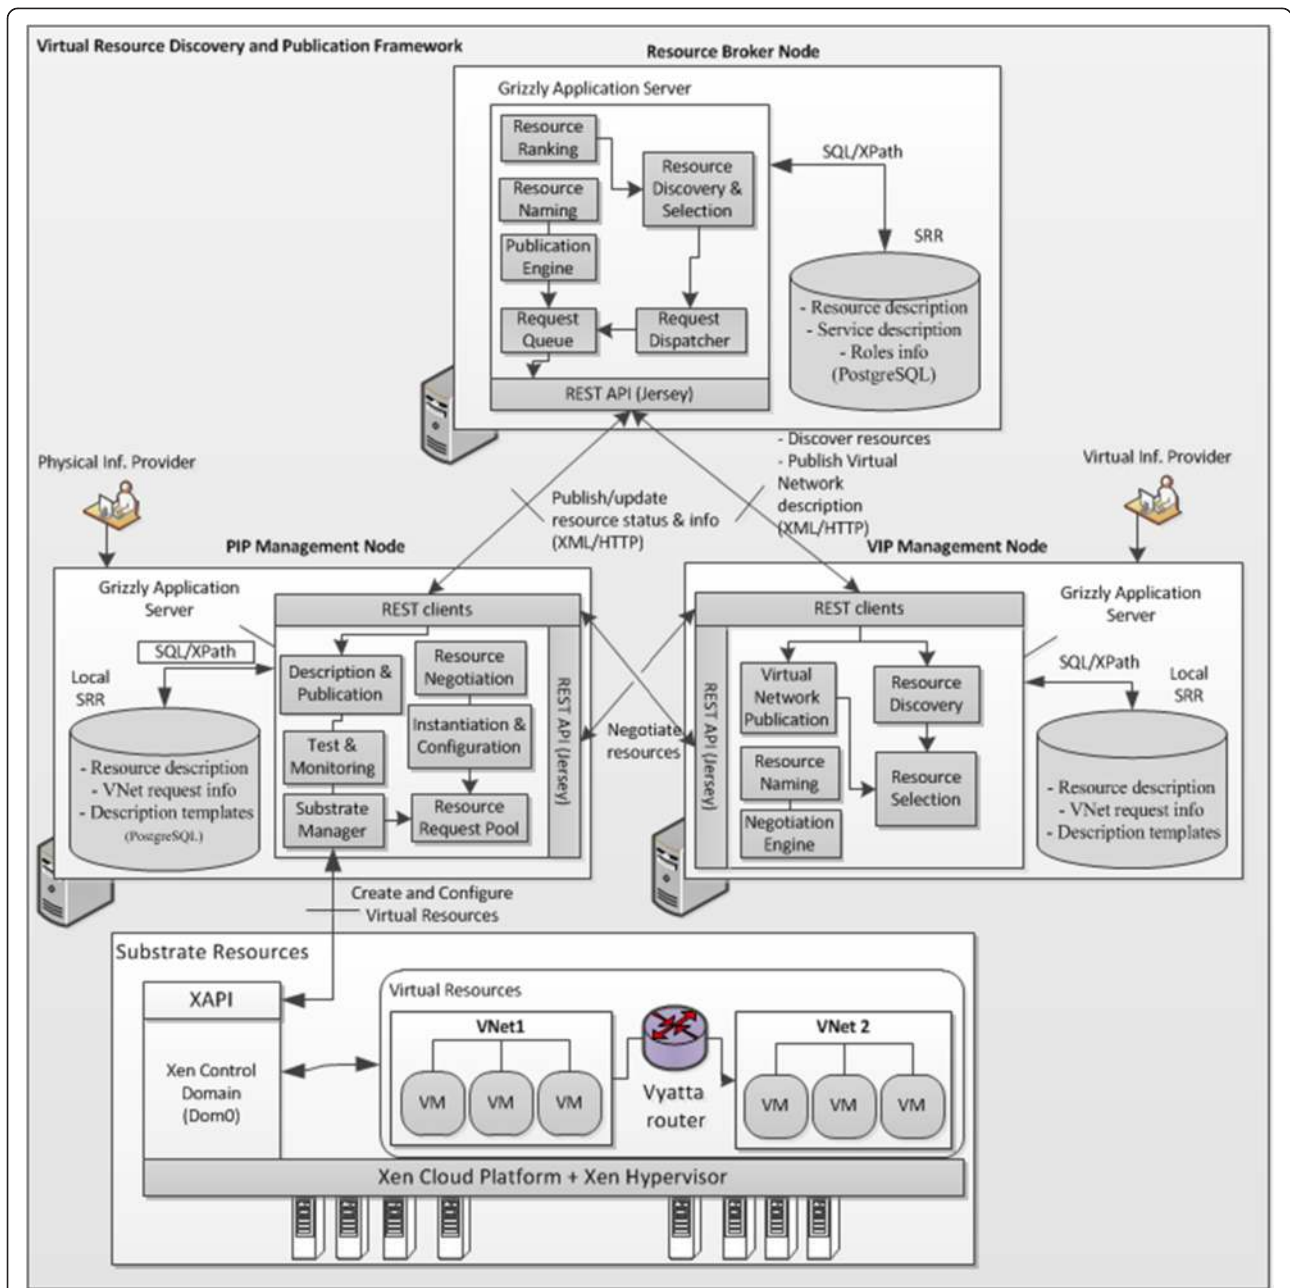 Virtual Resource Discovery and Publication Framework
Resource Broker Node
Grizzly Application Server
Resource
Ranking
Resource
Discovery &
Selection
Resource
Naming
Publication
Engine
Request
Queue
Request
Dispatcher
REST API (Jersey)
SQL/XPath
SRR
- Resource description
- Service description
- Roles info
(PostgreSQL)
Physical Inf. Provider
Publish/update
resource status & info
(XML/HTTP)
- Discover resources
- Publish Virtual
Network
description
(XML/HTTP)
Virtual Inf. Provider
PIP Management Node
Grizzly Application
Server
SQL/XPath
Local
SRR
- Resource description
- VNet request info
- Description templates
(PostgreSQL)
REST clients
Description &
Publication
Resource
Negotiation
Test &
Monitoring
Instantiation &
Configuration
Substrate
Manager
Resource
Request Pool
REST API (Jersey)
Negotiate
resources
VIP Management Node
REST clients
REST API (Jersey)
Virtual
Network
Publication
Resource
Discovery
Resource
Naming
Negotiation
Engine
Resource
Selection
Grizzly Application
Server
SQL/XPath
Local
SRR
- Resource description
- VNet request info
- Description templates
Create and Configure
Virtual Resources
Substrate Resources
XAPI
Xen Control
Domain
(Dom0)
Virtual Resources
VNet1
VM
VM
VM
Vyatta
router
VNet 2
VM
VM
VM
Xen Cloud Platform + Xen Hypervisor